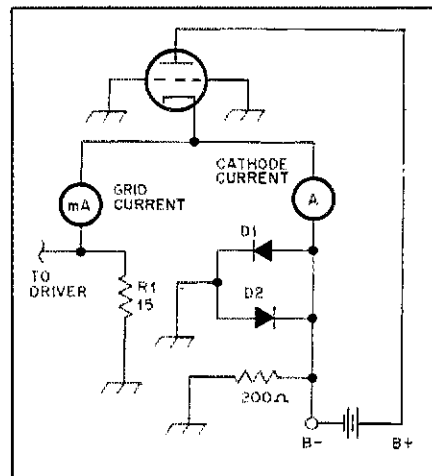 CATHODE
CURRENT
mA
GRID
CURRENT
A
D1
TO
DRIVER
R1
15
D2
200Ω
B-
B+